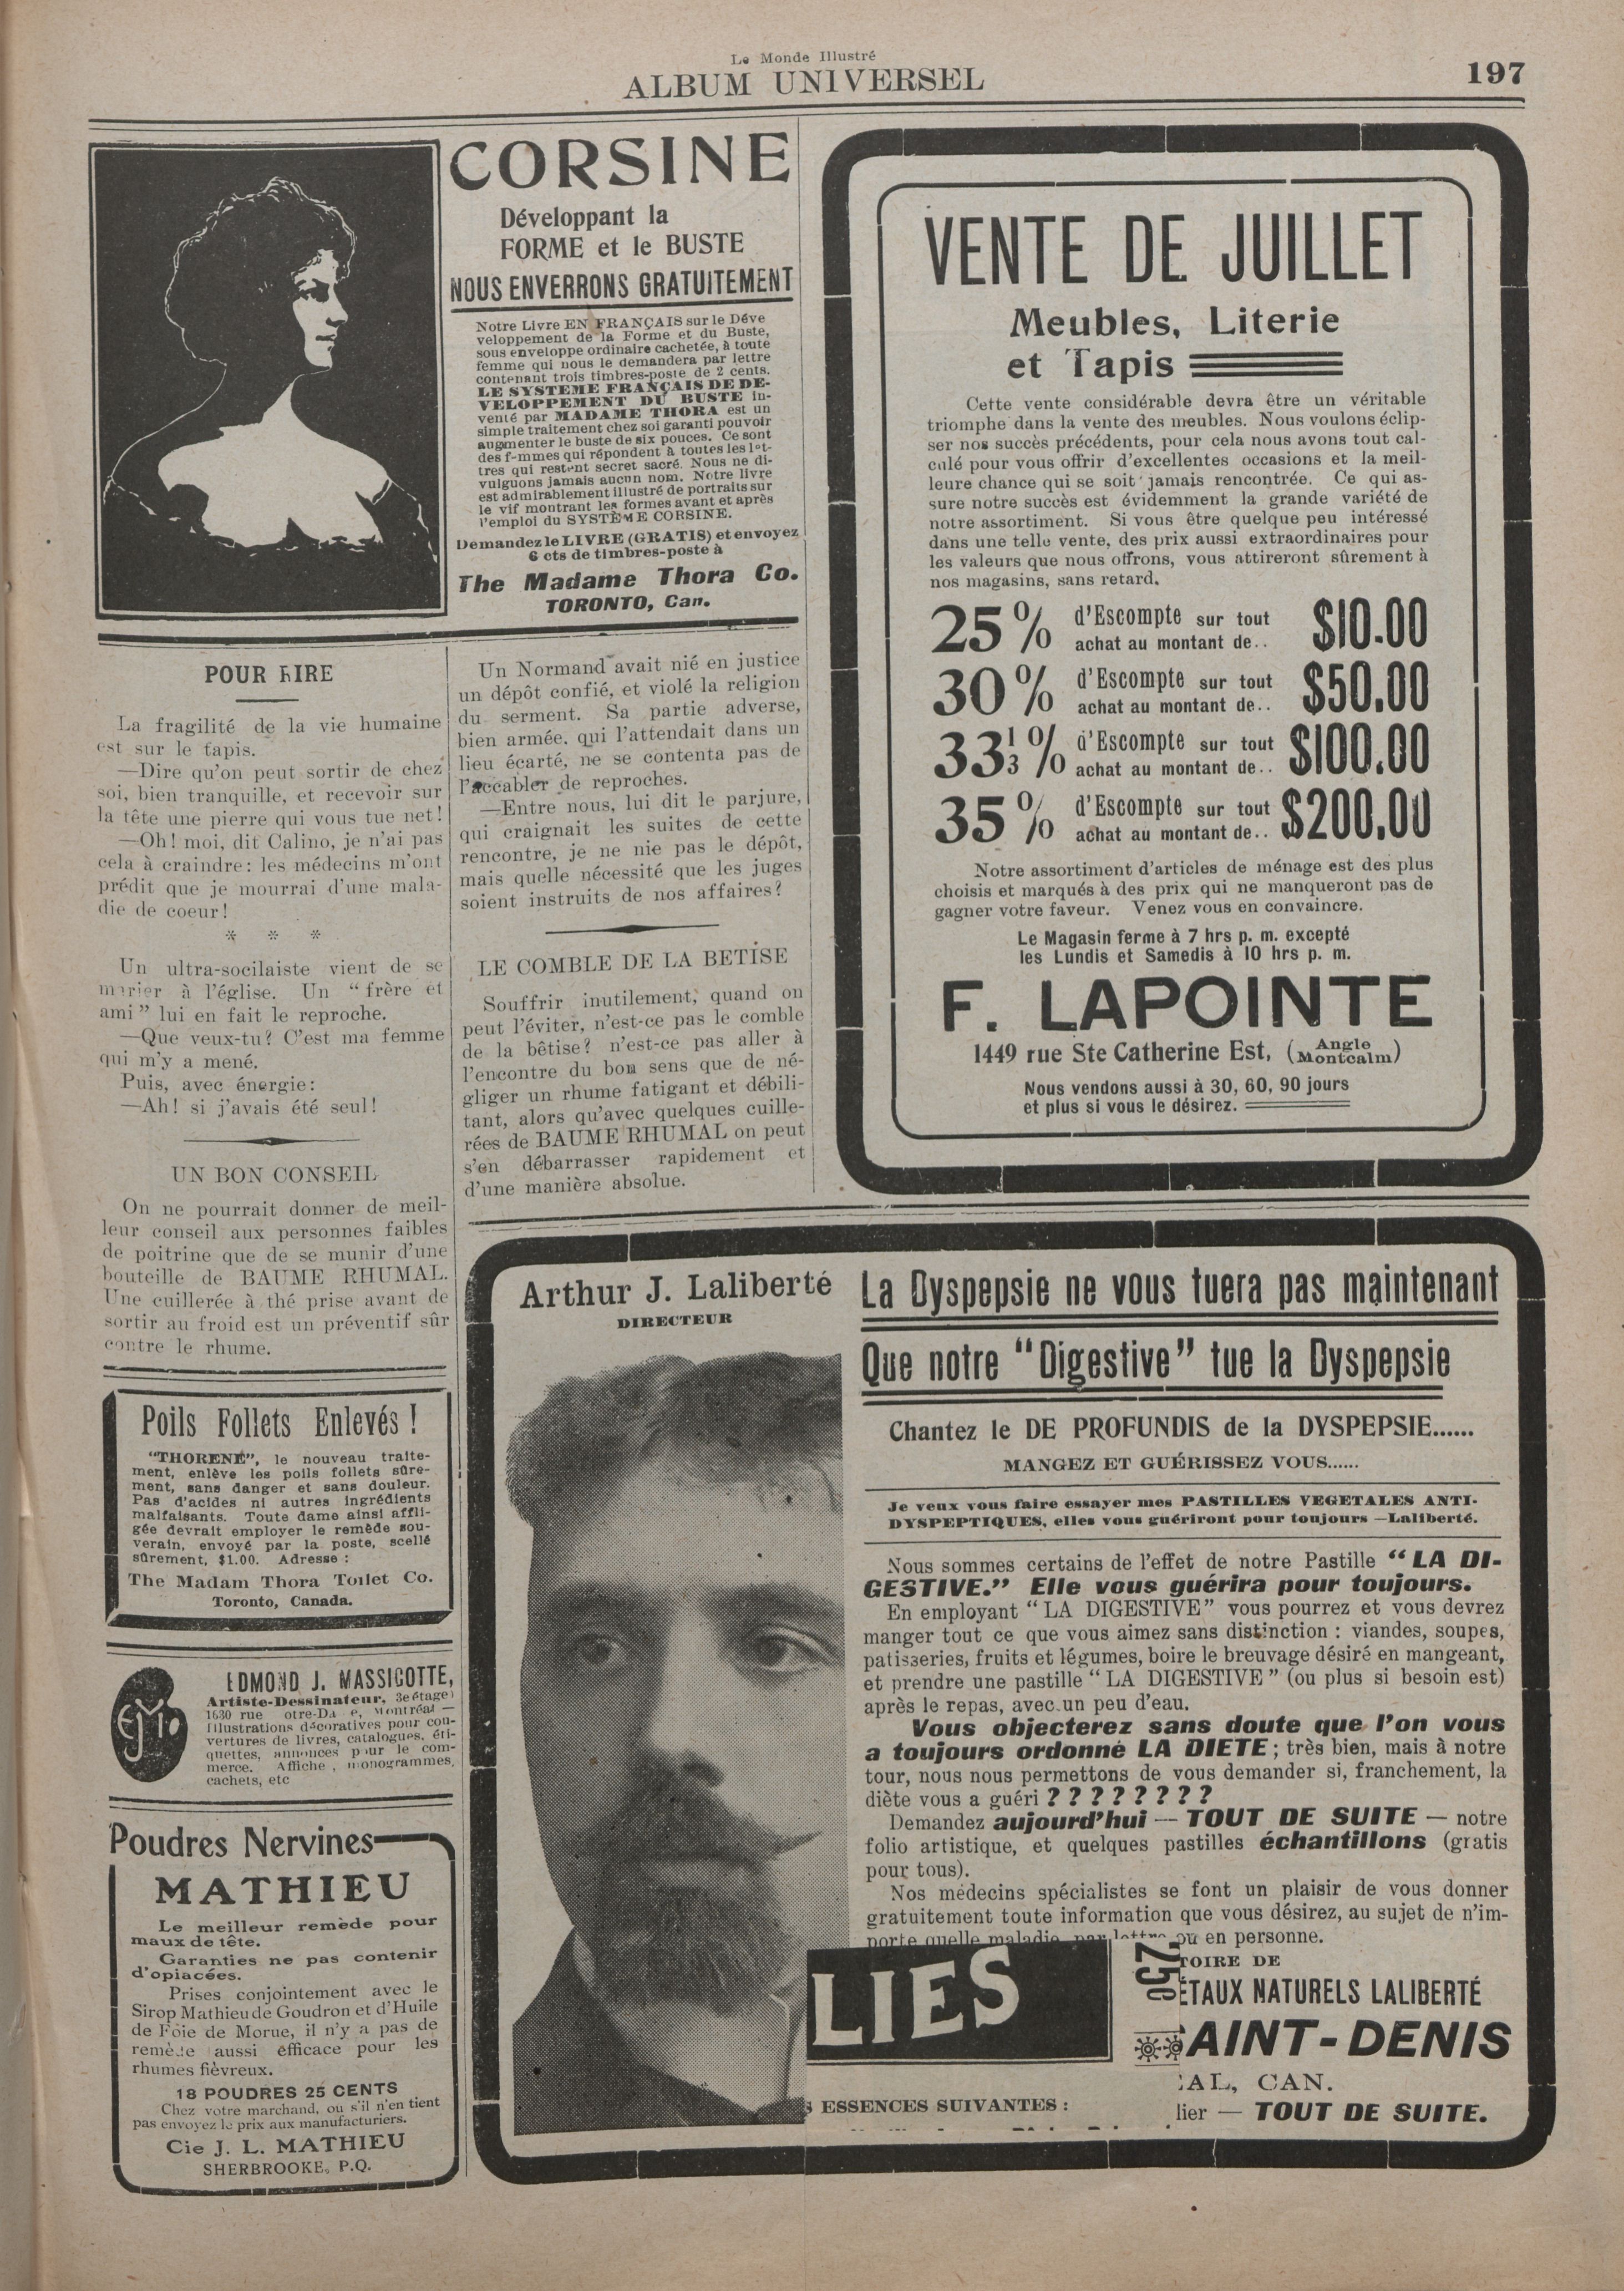 Le Monde Illustré
ALBUM UNIVERSEL
197
CORSINE
Développant la
FORME et le BUSTE
NOUS ENVERRONS GRATUITEMENT
Notre Livre EN FRANÇAIS sur le Déve
veloppement de la Forme et du Buste,
sous enveloppe ordinaire cachetée, à toute
femme qui nous le demandera par lettre
contenant trois timbres-poste de 2 cents.
LE SYSTEME FRANÇAIS DE DE-
VELOPPEMENT DU BUSTE in-
venté par MADAME THORA est un
simple traitement chez soi garanti pouvoir
augmenter le buste de six pouces. Ce sont
des f-mmes qui répondent à toutes les let-
tres qui restent secret sacré. Nous ne di-
vulguons jamais aucun nom. Notre livre
est admirablement illustré de portraits sur
le vif montrant les formes avant et après
l'emploi du SYSTÈME CORSINE.
Demandez le LIVRE (GRATIS) et envoyez
6 cts de timbres-poste à
The Madame Thora Co.
TORONTO, Can.
POUR RIRE
La fragilité de la vie humaine
est sur le tapis.
—Dire qu'on peut sortir de chez
soi, bien tranquille, et recevoir sur
la tête une pierre qui vous tue net!
—Oh! moi, dit Calino, je n'ai pas
cela à craindre: les médecins m'ont
prédit que je mourrai d'une mala-
die de coeur!
* * *
Un ultra-socilaiste vient de se
marier à l'église. Un "frère et
ami" lui en fait le reproche.
—Que veux-tu? C'est ma femme
qui m'y a mené.
Puis, avec énergie:
—Ah! si j'avais été seul!
UN BON CONSEIL
On ne pourrait donner de meil-
leur conseil aux personnes faibles
de poitrine que de se munir d'une
bouteille de BAUME RHUMAL.
Une cuillerée à thé prise avant de
sortir au froid est un préventif sûr
contre le rhume.
Un Normand avait nié en justice
un dépôt confié, et violé la religion
du serment. Sa partie adverse,
bien armée, qui l'attendait dans un
lieu écarté, ne se contenta pas de
l'accabler de reproches.
—Entre nous, lui dit le parjure,
qui craignait les suites de cette
rencontre, je ne nie pas le dépôt,
mais quelle nécessité que les juges
soient instruits de nos affaires?
LE COMBLE DE LA BETISE
Souffrir inutilement, quand on
peut l'éviter, n'est-ce pas le comble
de la bêtise? n'est-ce pas aller à
l'encontre du bon sens que de né-
gliger un rhume fatigant et débili-
tant, alors qu'avec quelques cuille-
rées de BAUME RHUMAL on peut
s'en débarrasser rapidement et
d'une manière absolue.
VENTE DE JUILLET
Meubles, Literie
et Tapis
Cette vente considérable devra être un véritable
triomphe dans la vente des meubles. Nous voulons éclip-
ser nos succès précédents, pour cela nous avons tout cal-
culé pour vous offrir d'excellentes occasions et la meil-
leure chance qui se soit jamais rencontrée. Ce qui as-
sure notre succès est évidemment la grande variété de
notre assortiment. Si vous être quelque peu intéressé
dans une telle vente, des prix aussi extraordinaires pour
les valeurs que nous offrons, vous attireront sûrement à
nos magasins, sans retard.
25% d'Escompte sur tout achat au montant de.. $10.00
30% d'Escompte sur tout achat au montant de.. $50.00
33⅓% d'Escompte sur tout achat au montant de.. $100.00
35% d'Escompte sur tout achat au montant de.. $200.00
Notre assortiment d'articles de ménage est des plus
choisis et marqués à des prix qui ne manqueront pas de
gagner votre faveur. Venez vous en convaincre.
Le Magasin ferme à 7 hrs p. m. excepté
les Lundis et Samedis à 10 hrs p. m.
F. LAPOINTE
1449 rue Ste Catherine Est, (Angle Montcalm)
Nous vendons aussi à 30, 60, 90 jours
et plus si vous le désirez.
Poils Follets Enlevés !
"THORENE", le nouveau traite-
ment, enlève les poils follets sûre-
ment, sans danger et sans douleur.
Pas d'acides ni autres ingrédients
malfaisants. Toute dame ainsi affli-
gée devrait employer le remède sou-
verain, envoyé par la poste, scellé
sûrement, $1.00. Adresse :
The Madam Thora Toilet Co.
Toronto, Canada.
EJM
EDMOND J. MASSICOTTE,
Artiste-Dessinateur, 3e étage
1630 rue otre-Da e, Montréal —
Illustrations décoratives pour cou-
vertures de livres, catalogues, éti-
quettes, annonces pour le com-
merce. Affiche , monogrammes,
cachets, etc
Poudres Nervines
MATHIEU
Le meilleur remède pour
maux de tête.
Garanties ne pas contenir
d'opiacées.
Prises conjointement avec le
Sirop Mathieu de Goudron et d'Huile
de Foie de Morue, il n'y a pas de
remède aussi efficace pour les
rhumes fiévreux.
18 POUDRES 25 CENTS
Chez votre marchand, ou s'il n'en tient
pas envoyez le prix aux manufacturiers.
Cie J. L. MATHIEU
SHERBROOKE, P.Q.
Arthur J. Laliberté
DIRECTEUR
La Dyspepsie ne vous tuera pas maintenant
Que notre "Digestive" tue la Dyspepsie
Chantez le DE PROFUNDIS de la DYSPEPSIE......
MANGEZ ET GUÉRISSEZ VOUS......
Je veux vous faire essayer mes PASTILLES VEGETALES ANTI-
DYSPEPTIQUES, elles vous guériront pour toujours —Laliberté.
Nous sommes certains de l'effet de notre Pastille "LA DI-
GESTIVE." Elle vous guérira pour toujours.
En employant "LA DIGESTIVE" vous pourrez et vous devrez
manger tout ce que vous aimez sans distinction : viandes, soupes,
patisseries, fruits et légumes, boire le breuvage désiré en mangeant,
et prendre une pastille "LA DIGESTIVE" (ou plus si besoin est)
après le repas, avec un peu d'eau.
Vous objecterez sans doute que l'on vous
a toujours ordonné LA DIETE ; très bien, mais à notre
tour, nous nous permettons de vous demander si, franchement, la
diète vous a guéri ? ? ? ? ? ? ? ?
Demandez aujourd'hui — TOUT DE SUITE — notre
folio artistique, et quelques pastilles échantillons (gratis
pour tous).
Nos médecins spécialistes se font un plaisir de vous donner
gratuitement toute information que vous désirez, au sujet de n'im-
porte quelle maladie, par lettre ou en personne.
LIES
257
TOIRE DE
ÉTAUX NATURELS LALIBERTÉ
AINT-DENIS
AL, CAN.
S ESSENCES SUIVANTES :
lier — TOUT DE SUITE.